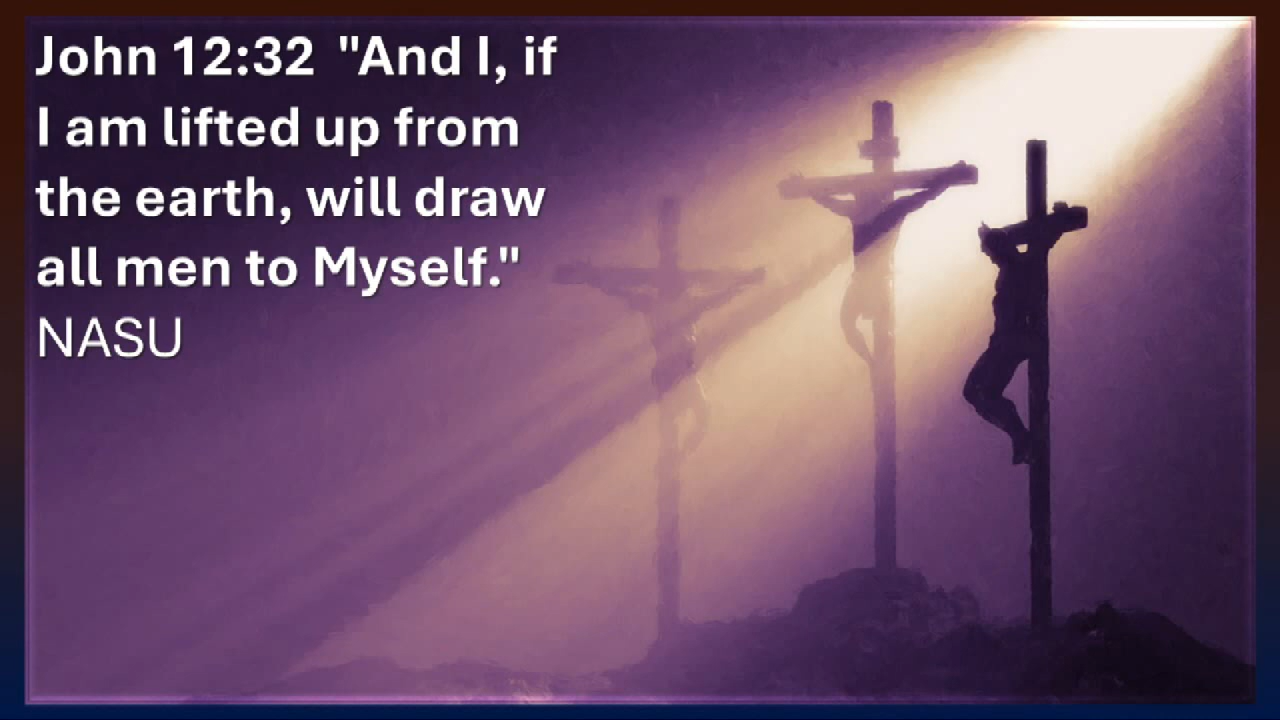 John 12:32  "And I, if
I am lifted up from
the earth, will draw
all men to Myself."
NASU